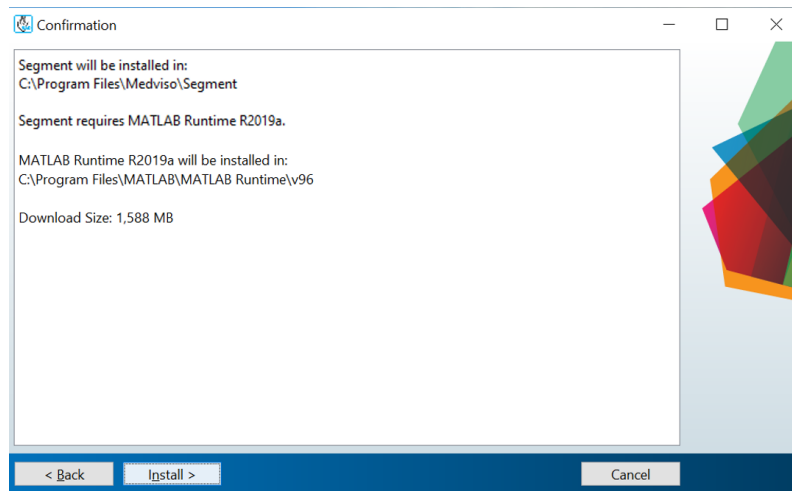 Confirmation
Segment will be installed in:
C:\Program Files\Medviso\Segment
Segment requires MATLAB Runtime R2019a.
MATLAB Runtime R2019a will be installed in:
C:\Program Files\MATLAB\MATLAB Runtime\v96
Download Size: 1,588 MB
< Back
Install >
Cancel